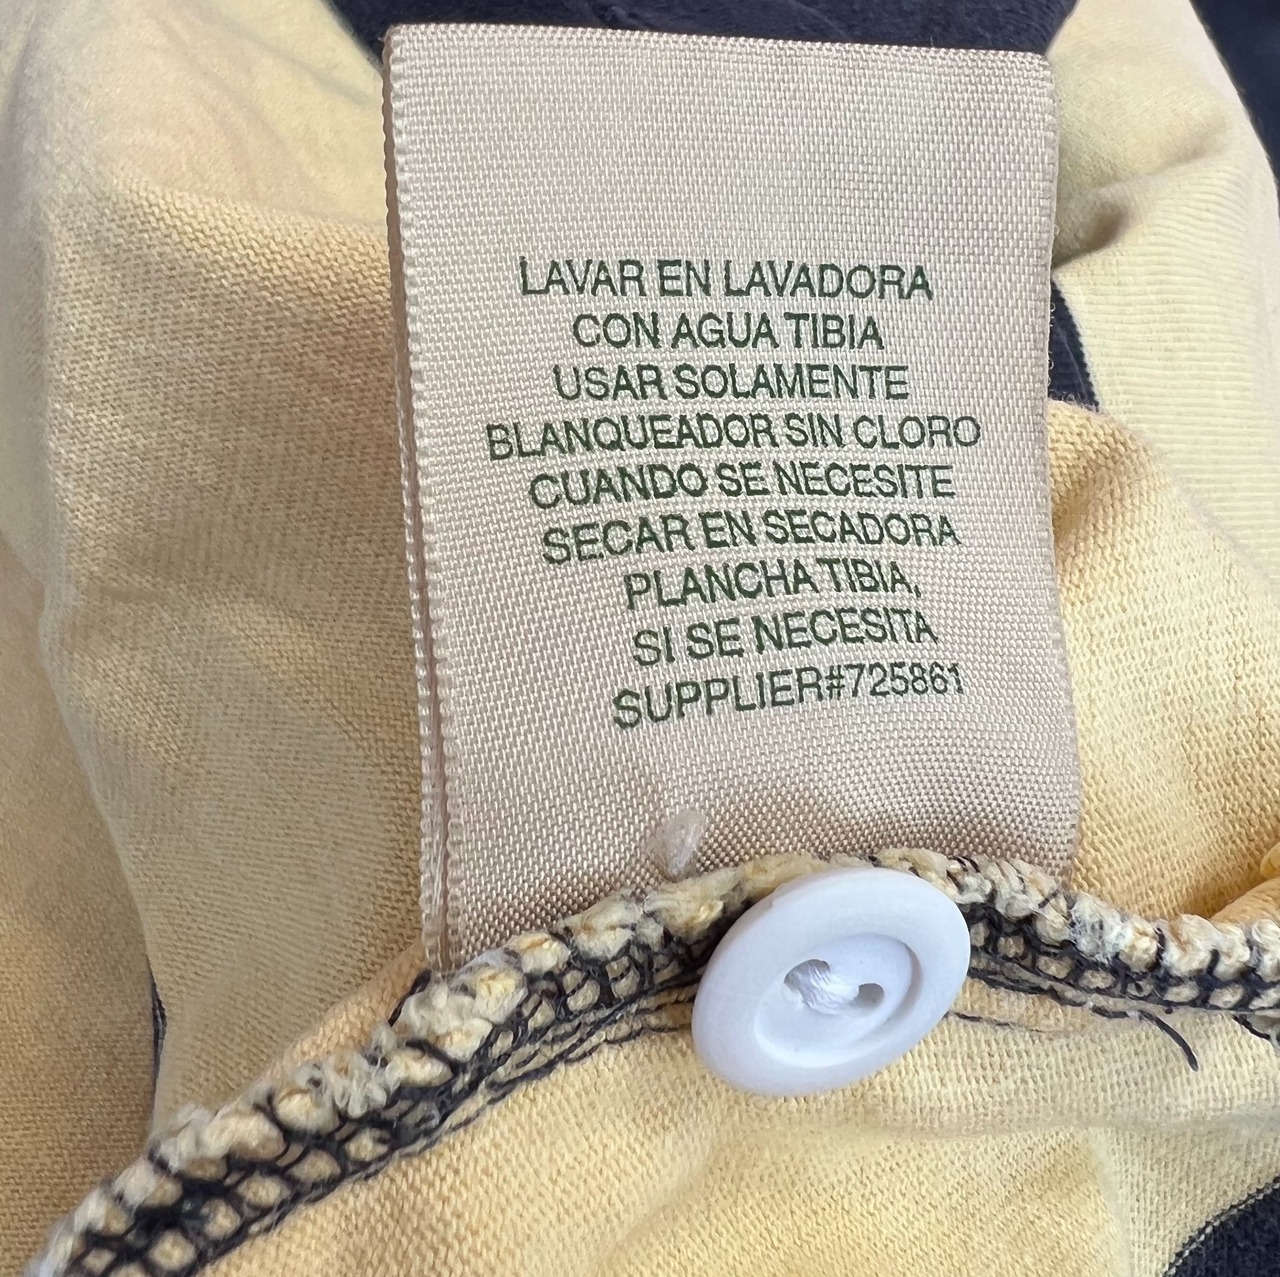 LAVAR EN LAVADORA
CON AGUA TIBIA
USAR SOLAMENTE
BLANQUEADOR SIN CLORO
CUANDO SE NECESITE
SECAR EN SECADORA
PLANCHA TIBIA,
SI SE NECESITA
SUPPLIER#725861